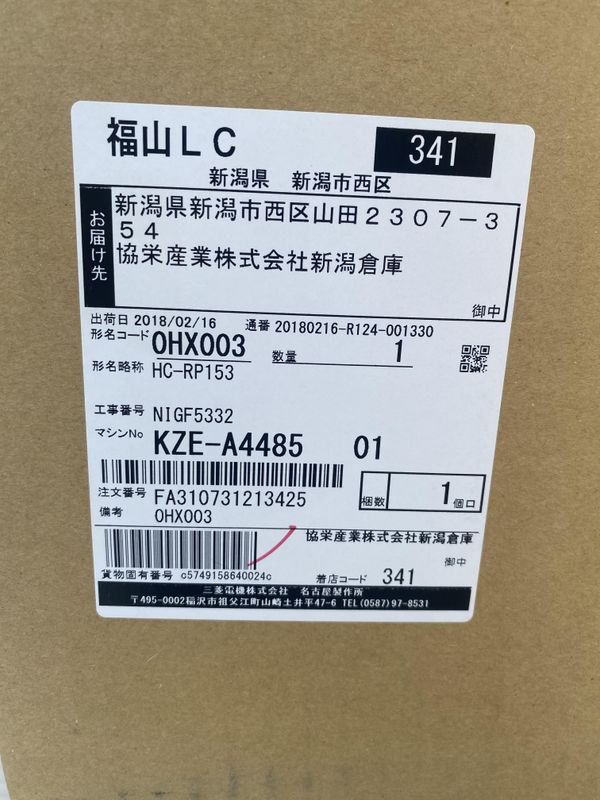 福山LC 341
新潟県 新潟市西区
お届け先
新潟県新潟市西区山田2307-3
54
協栄産業株式会社新潟倉庫
御中
出荷日 2018/02/16 通番 20180216-R124-001330
形名コード 0HX003 数量 1
形名略称 HC-RP153
工事番号 NIGF5332
マシンNo KZE-A4485 01
注文番号 FA310731213425 梱数 1個口
備考 0HX003
協栄産業株式会社新潟倉庫
御中
貨物固有番号 c5749158640024c 着店コード 341
三菱電機株式会社 名古屋製作所
〒495-0002稲沢市祖父江町山崎土井平47-6 TEL(0587)97-8531